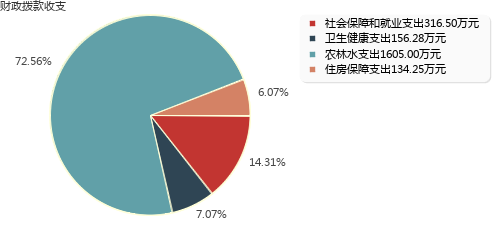 财政拨款收支
社会保障和就业支出316.50万元
卫生健康支出156.28万元
农林水支出1605.00万元
住房保障支出134.25万元
72.56%
6.07%
14.31%
7.07%